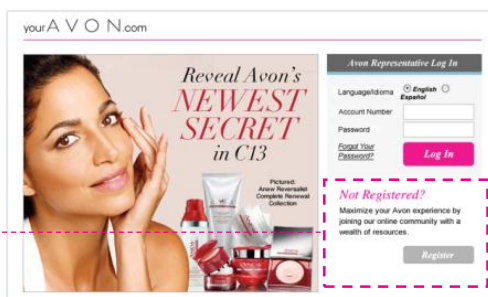 yourAVON.com
Reveal Avon's
NEWEST
SECRET
in C13
Pictured:
Anew Reversalist
Complete Renewal
Collection
Avon Representative Log In
Language/Idioma English
Español
Account Number
Password
Forgot Your
Password?
Log In
Not Registered?
Maximize your Avon experience by
joining our online community with a
wealth of resources.
Register